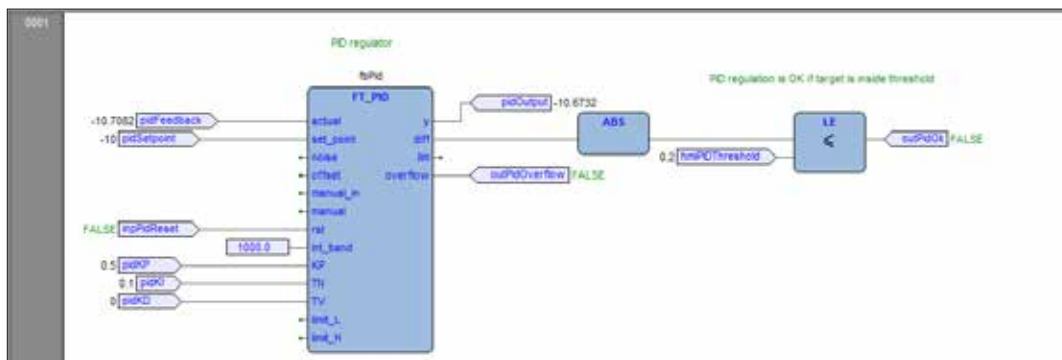 0001
PID regulator
fbPid
PID regulation is OK if target is inside threshold
FT_PID
-10.7082 pidFeedback actual y pidOutput -10.6732 ABS LE
-10 pidSetpoint set_point diff ≤ outPidOk FALSE
noise lim 0.2 hmiPIDThreshold
offset overflow outPidOverflow FALSE
manual_in
manual
FALSE inpPidReset rst
1000.0 int_band
0.5 pidKP KP
0.1 pidKI TN
0 pidKD TV
limit_L
limit_H